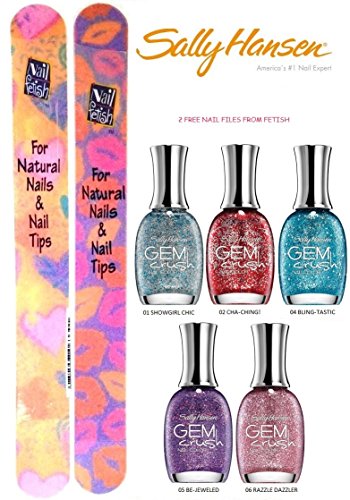 Nail
fetish
For
Natural
Nails
&
Nail
Tips
Nail
fetish
For
Natural
Nails
&
Nail
Tips
Sally Hansen®
America's #1 Nail Expert
2 FREE NAIL FILES FROM FETISH
Sally Hansen
GEM
crush
Sally Hansen
GEM
crush
Sally Hansen
GEM
crush
01 SHOWGIRL CHIC
02 CHA-CHING!
04 BLING-TASTIC
Sally Hansen
GEM
crush
Sally Hansen
GEM
crush
05 BE-JEWELED
06 RAZZLE DAZZLER